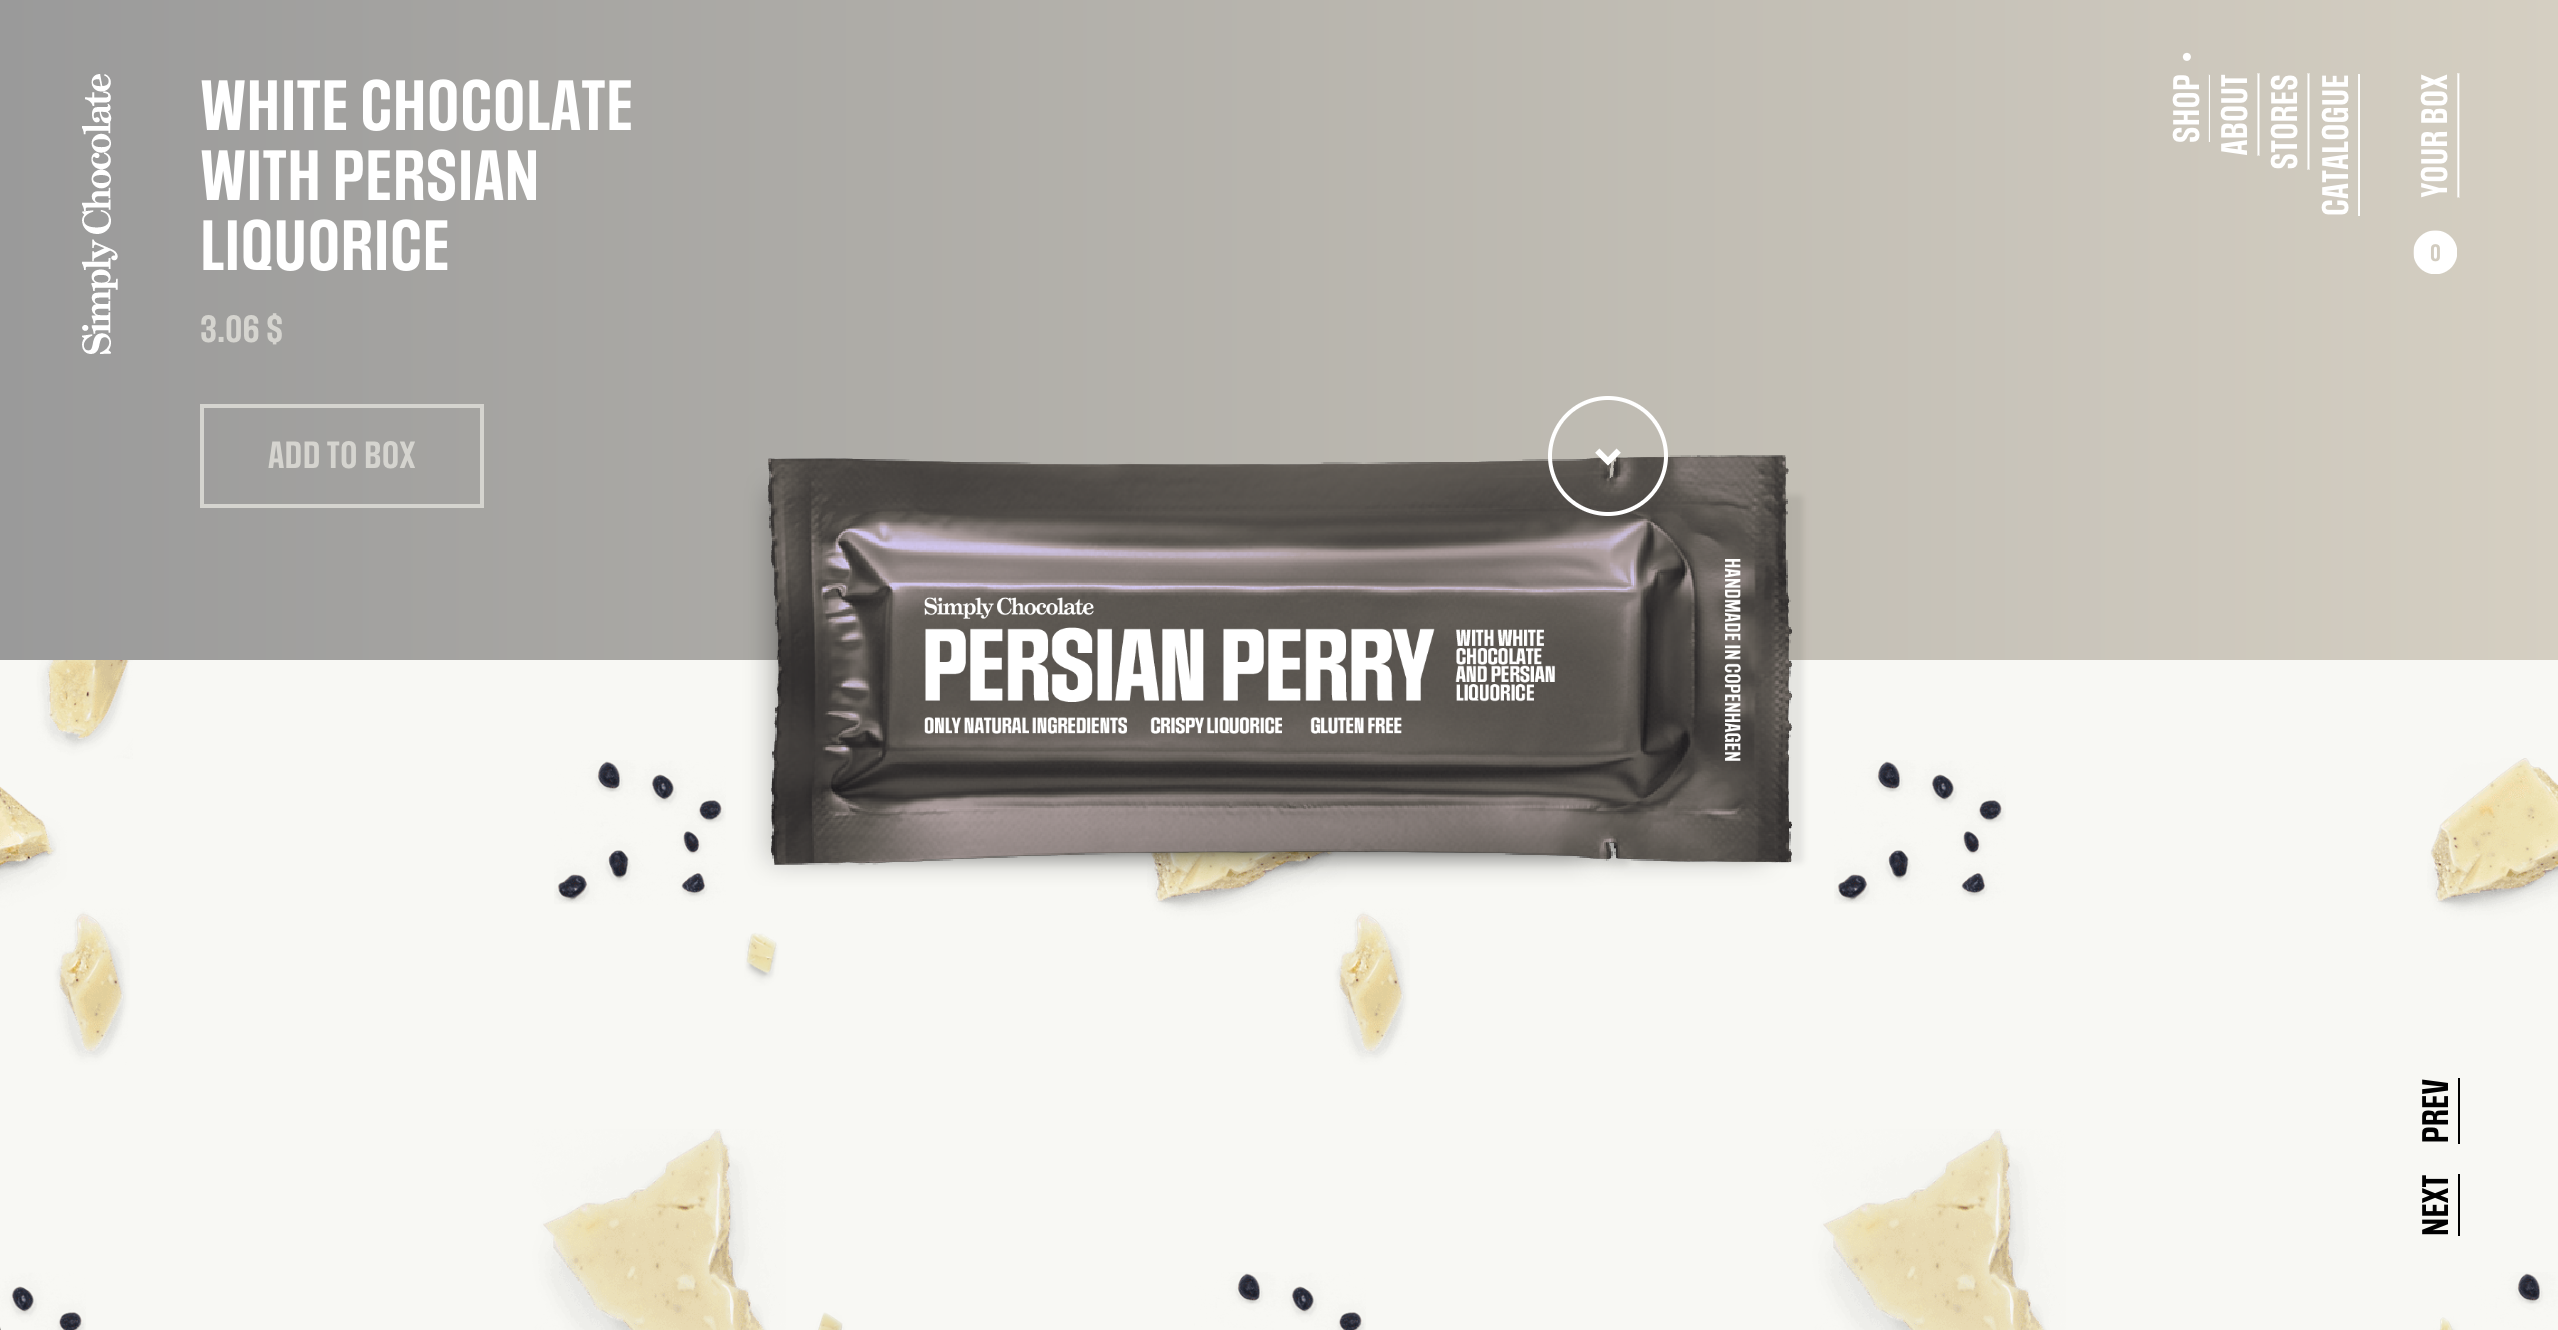 Simply Chocolate
WHITE CHOCOLATE
WITH PERSIAN
LIQUORICE
3.06 $
ADD TO BOX
SHOP •
ABOUT
STORES
CATALOGUE
YOUR BOX
0
Simply Chocolate
PERSIAN PERRY
WITH WHITE
CHOCOLATE
AND PERSIAN
LIQUORICE
ONLY NATURAL INGREDIENTS CRISPY LIQUORICE GLUTEN FREE
HANDMADE IN COPENHAGEN
PREV
NEXT